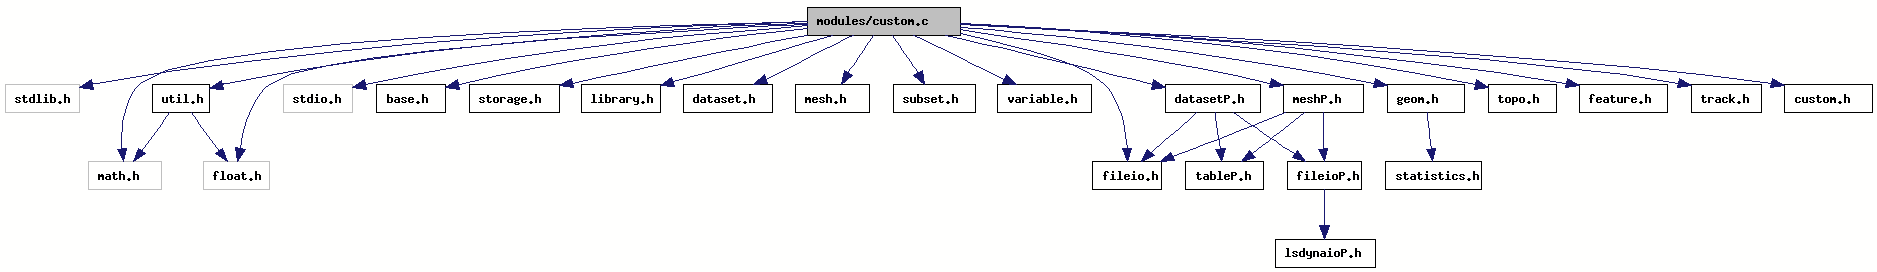 modules/custom.c
stdlib.h
util.h
stdio.h
base.h
storage.h
library.h
dataset.h
mesh.h
subset.h
variable.h
datasetP.h
meshP.h
geom.h
topo.h
feature.h
track.h
custom.h
math.h
float.h
fileio.h
tableP.h
fileioP.h
statistics.h
lsdynaioP.h